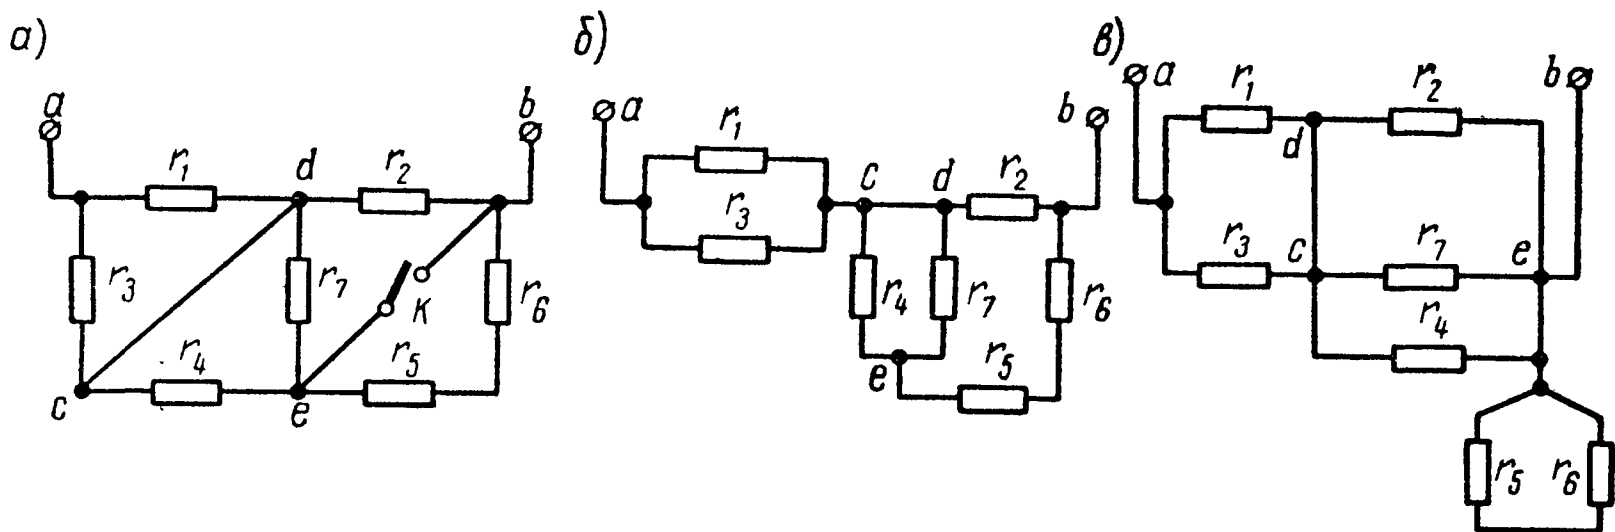 а)
a
b
r₁
d
r₂
r₃
r₇
K
r₆
r₄
r₅
c
e
б)
a
b
r₁
r₃
c
d
r₂
r₄
r₇
r₆
e
r₅
в)
a
b
r₁
r₂
d
r₃
c
r₇
e
r₄
r₅
r₆